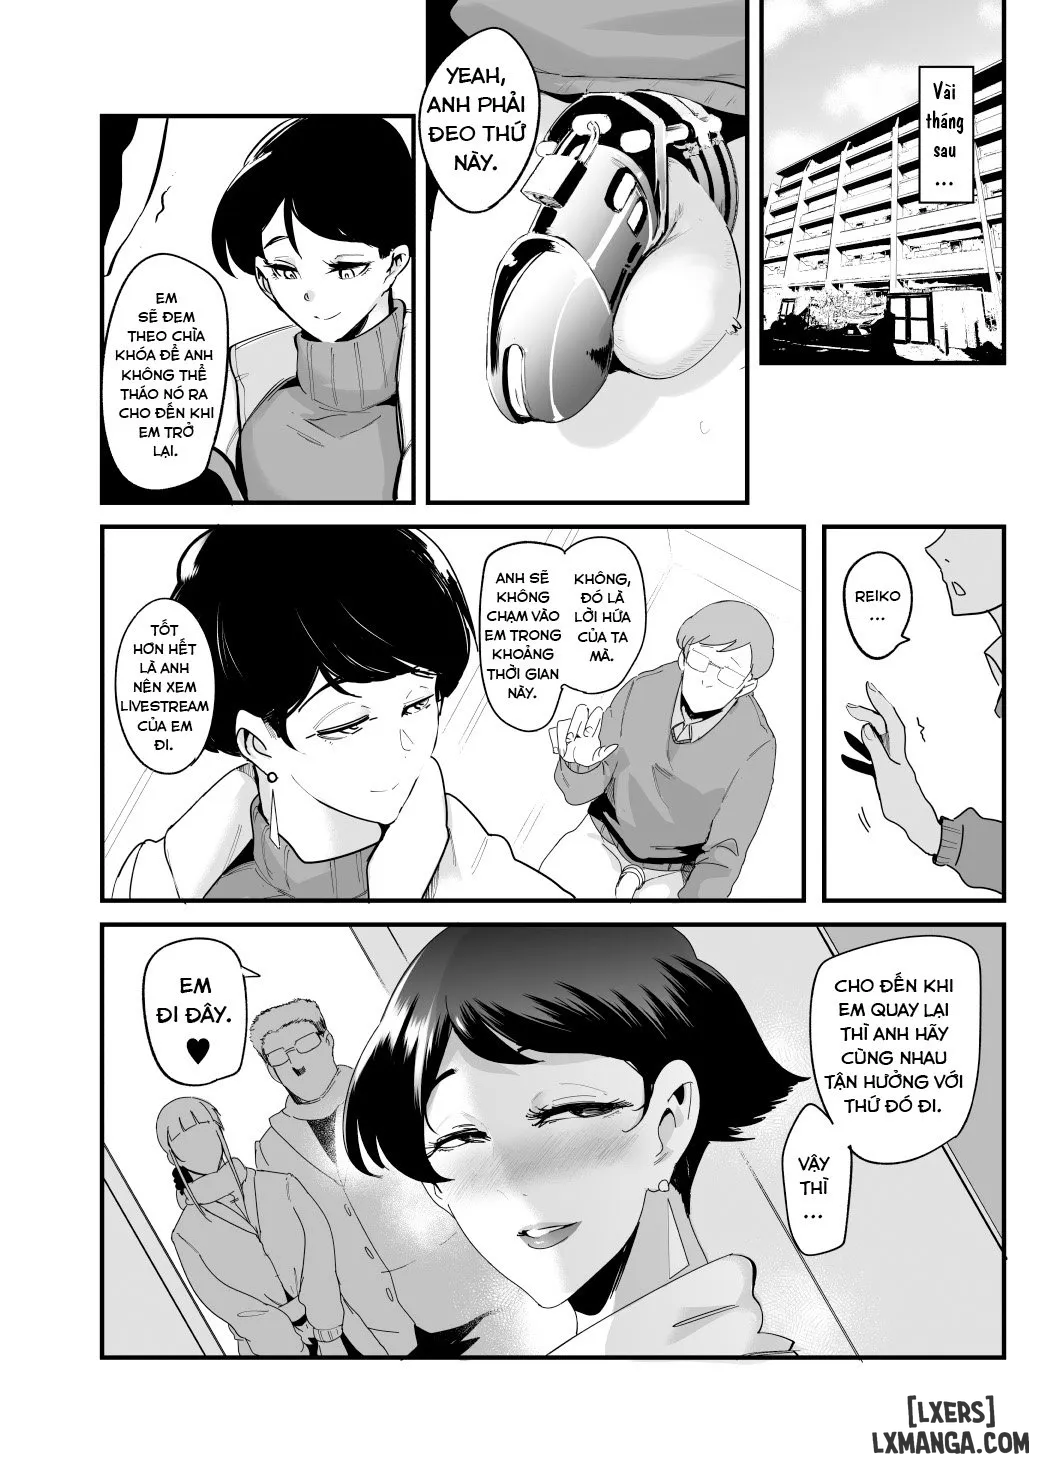 Vài
tháng
sau
...
YEAH,
ANH PHẢI
ĐEO THỨ
NÀY.
EM
SẼ ĐEM
THEO CHÌA
KHÓA ĐỂ ANH
KHÔNG THỂ
THÁO NÓ RA
CHO ĐẾN KHI
EM TRỞ
LẠI.
REIKO
...
KHÔNG,
ĐÓ LÀ
LỜI HỨA
CỦA TA
MÀ.
ANH SẼ
KHÔNG
CHẠM VÀO
EM TRONG
KHOẢNG
THỜI GIAN
NÀY.
TỐT
HƠN HẾT
LÀ ANH
NÊN XEM
LIVESTREAM
CỦA EM
ĐI.
CHO ĐẾN KHI
EM QUAY LẠI
THÌ ANH HÃY
CÙNG NHAU
TẬN HƯỞNG VỚI
THỨ ĐÓ ĐI.
VẬY
THÌ
...
EM
ĐI ĐÂY.
♥
[LXERS]
LXMANGA.COM